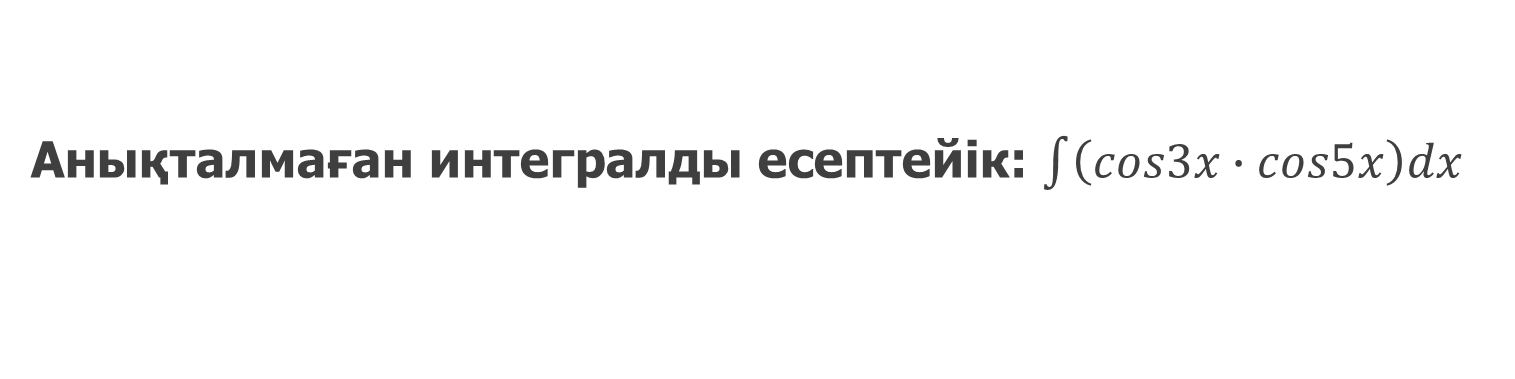 Анықталмаған интегралды есептейік: ∫(cos3x · cos5x)dx